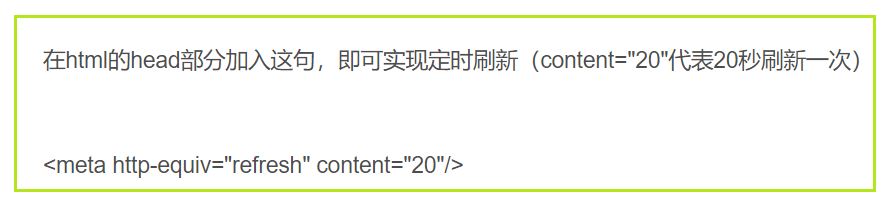 在html的head部分加入这句，即可实现定时刷新（content="20"代表20秒刷新一次）
<meta http-equiv="refresh" content="20"/>